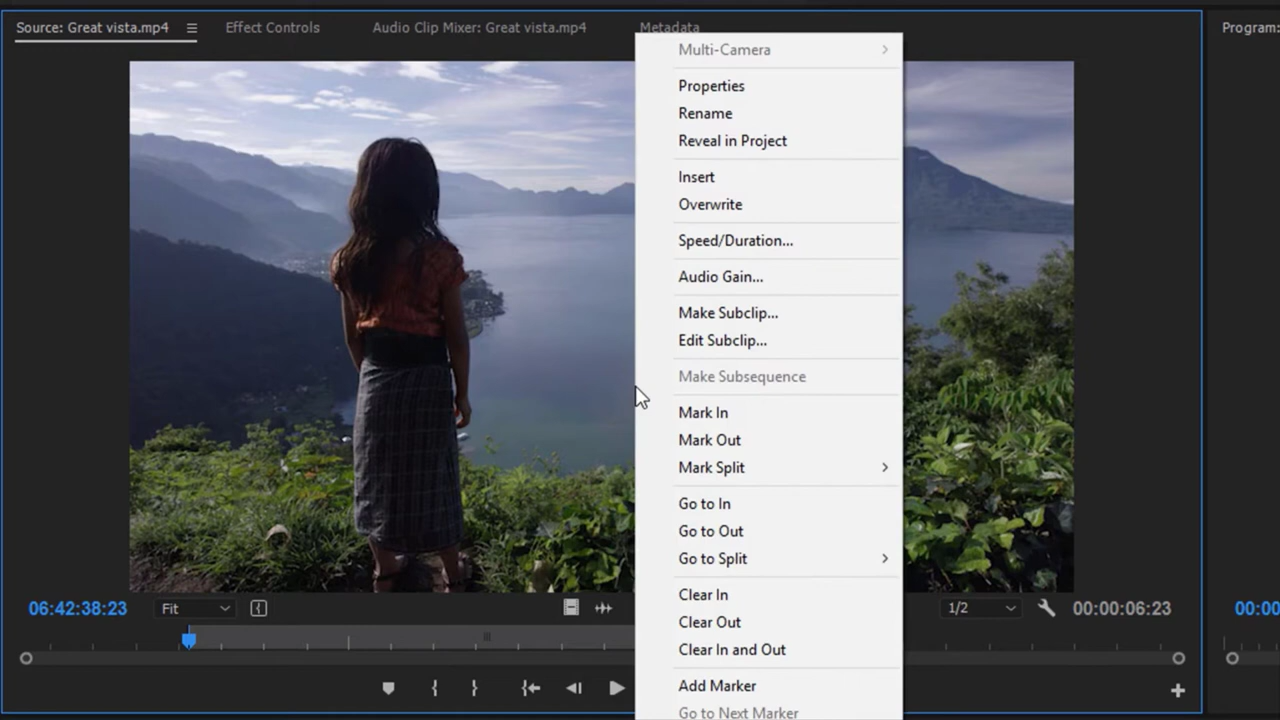 Source: Great vista.mp4
Effect Controls
Audio Clip Mixer: Great vista.mp4
Metadata
Program:
Multi-Camera
Properties
Rename
Reveal in Project
Insert
Overwrite
Speed/Duration...
Audio Gain...
Make Subclip...
Edit Subclip...
Make Subsequence
Mark In
Mark Out
Mark Split
Go to In
Go to Out
Go to Split
Clear In
Clear Out
Clear In and Out
Add Marker
Go to Next Marker
06:42:38:23
Fit
1/2
00:00:06:23
00:00